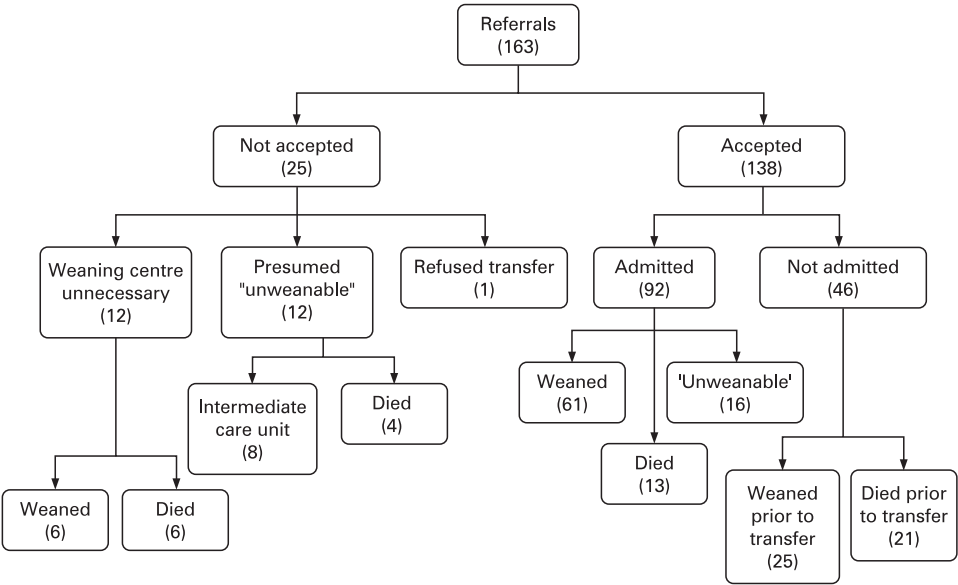 Referrals
(163)
Not accepted
(25)
Accepted
(138)
Weaning centre
unnecessary
(12)
Presumed
"unweanable"
(12)
Refused transfer
(1)
Admitted
(92)
Not admitted
(46)
Intermediate
care unit
(8)
Died
(4)
Weaned
(61)
'Unweanable'
(16)
Died
(13)
Weaned
(6)
Died
(6)
Weaned
prior to
transfer
(25)
Died prior
to transfer
(21)